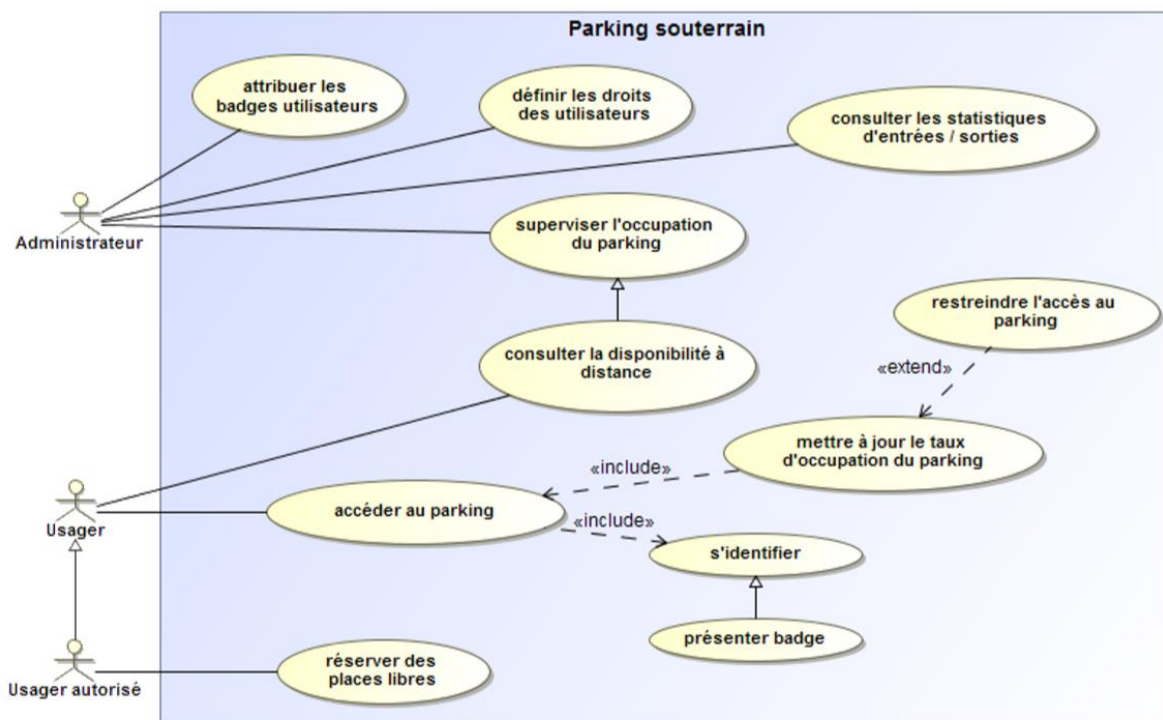 Parking souterrain
attribuer les
badges utilisateurs
définir les droits
des utilisateurs
consulter les statistiques
d'entrées / sorties
Administrateur
superviser l'occupation
du parking
restreindre l'accès au
parking
consulter la disponibilité à
distance
«extend»
mettre à jour le taux
d'occupation du parking
«include»
Usager
accéder au parking
«include»
s'identifier
présenter badge
réserver des
places libres
Usager autorisé